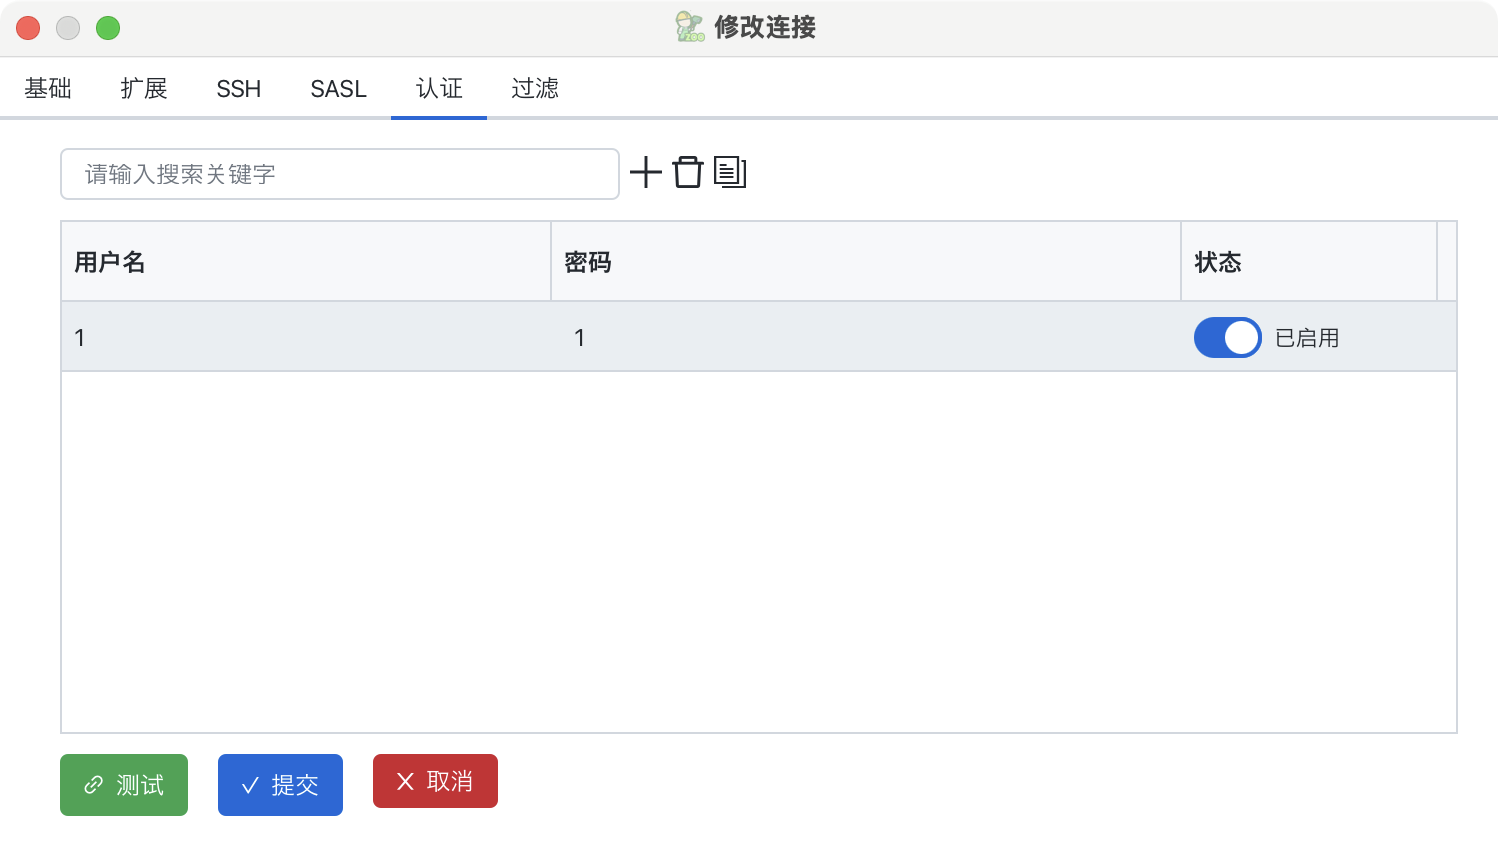 修改连接
基础 扩展 SSH SASL 认证 过滤
请输入搜索关键字
用户名 密码 状态
1 1 已启用
测试 提交 取消